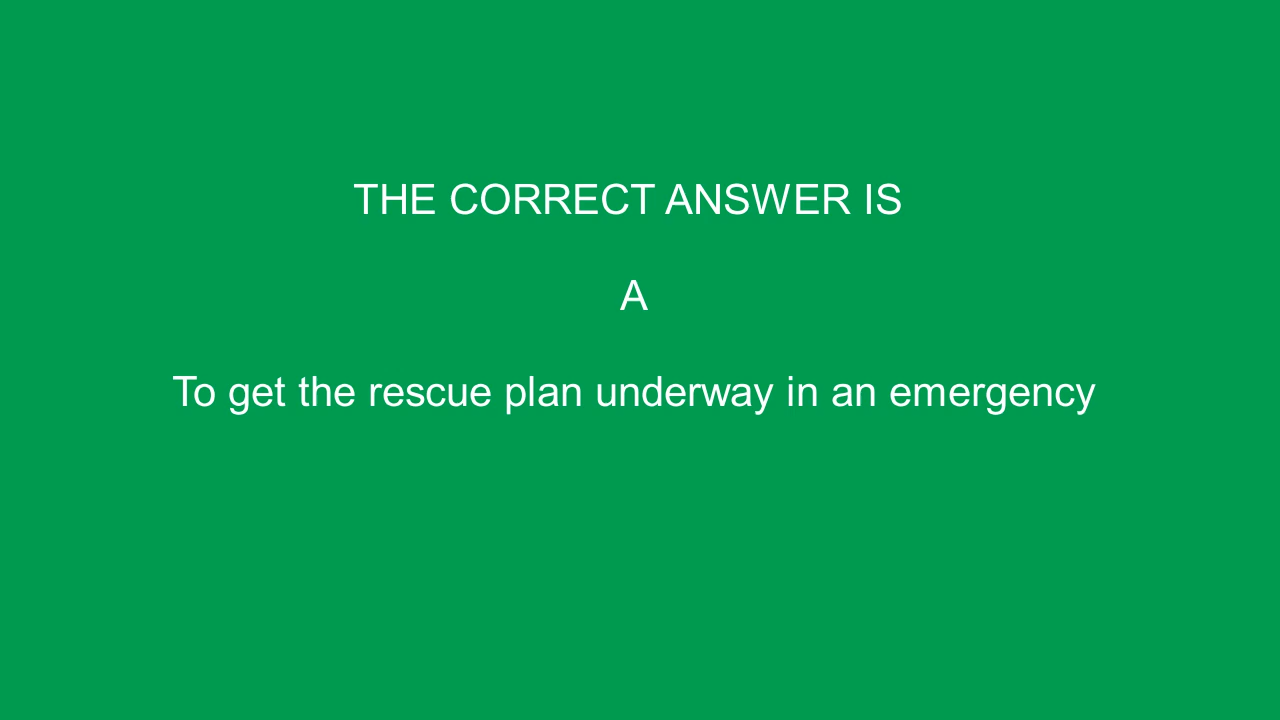 THE CORRECT ANSWER IS
A
To get the rescue plan underway in an emergency